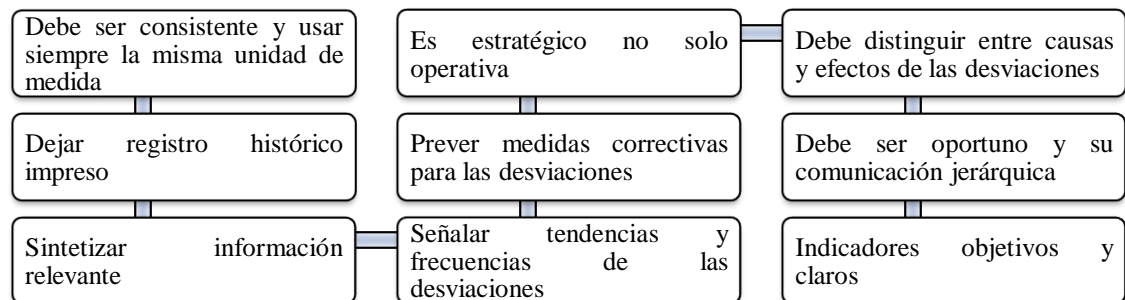 Debe ser consistente y usar
siempre la misma unidad de
medida
Dejar registro histórico
impreso
Sintetizar información
relevante
Señalar tendencias y
frecuencias de las
desviaciones
Prever medidas correctivas
para las desviaciones
Es estratégico no solo
operativa
Debe distinguir entre causas
y efectos de las desviaciones
Debe ser oportuno y su
comunicación jerárquica
Indicadores objetivos y
claros